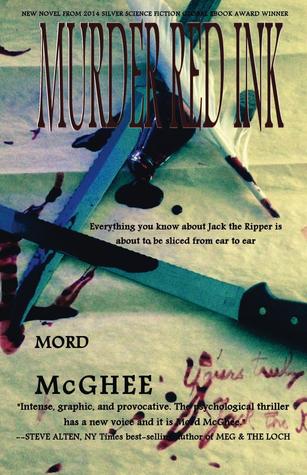 NEW NOVEL FROM 2014 SILVER SCIENCE FICTION GLOBAL EBOOK AWARD WINNER
MURDER RED INK
Everything you know about Jack the Ripper is
about to be sliced from ear to ear
MORD
McGHEE
Yours truly
"Intense, graphic, and provocative. The psychological thriller
has a new voice and it is Mord McGhee."
--STEVE ALTEN, NY Times best-selling author of MEG & THE LOCH